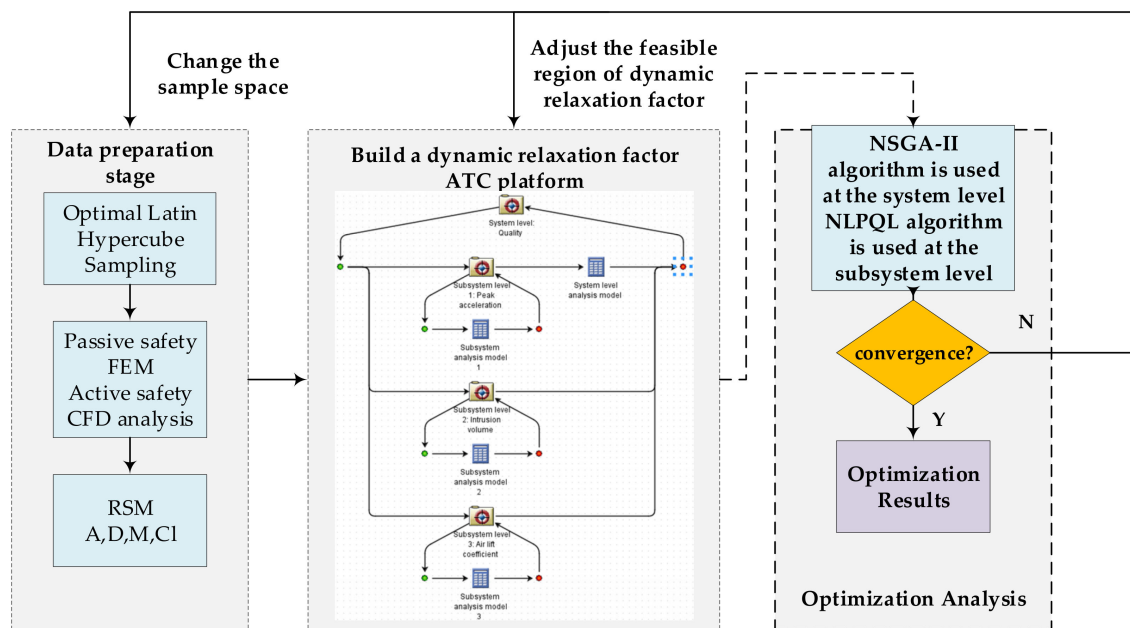 Change the
sample space
Adjust the feasible
region of dynamic
relaxation factor
Data preparation
stage
Optimal Latin
Hypercube
Sampling
Passive safety
FEM
Active safety
CFD analysis
RSM
A,D,M,Cl
Build a dynamic relaxation factor
ATC platform
System level:
Quality
Subsystem level
1: Peak
acceleration
System level
analysis model
Subsystem
analysis model
1
Subsystem level
2: Intrusion
volume
Subsystem
analysis model
2
Subsystem level
3: Air lift
coefficient
Subsystem
analysis model
3
NSGA-II
algorithm is used
at the system level
NLPQL algorithm
is used at the
subsystem level
convergence?
N
Y
Optimization
Results
Optimization Analysis